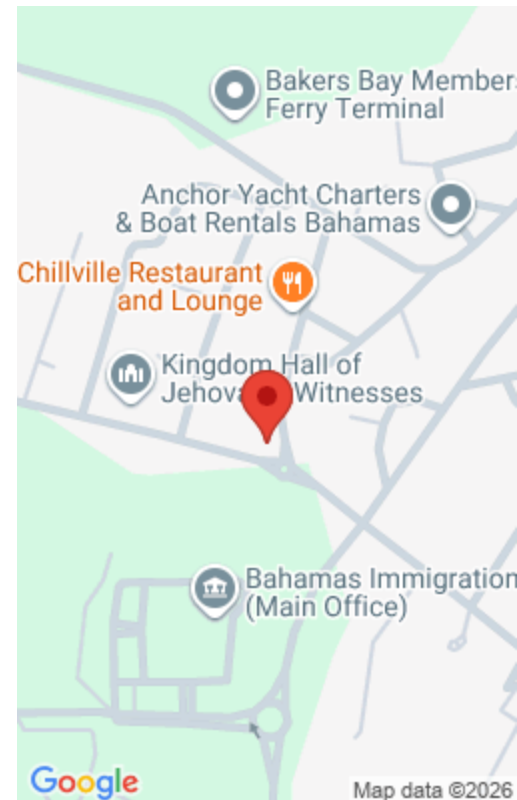 Bakers Bay Members
Ferry Terminal
Anchor Yacht Charters
& Boat Rentals Bahamas
Chillville Restaurant
and Lounge
Kingdom Hall of
Witnesses
Bahamas Immigration
(Main Office)
Google
Map data ©2026